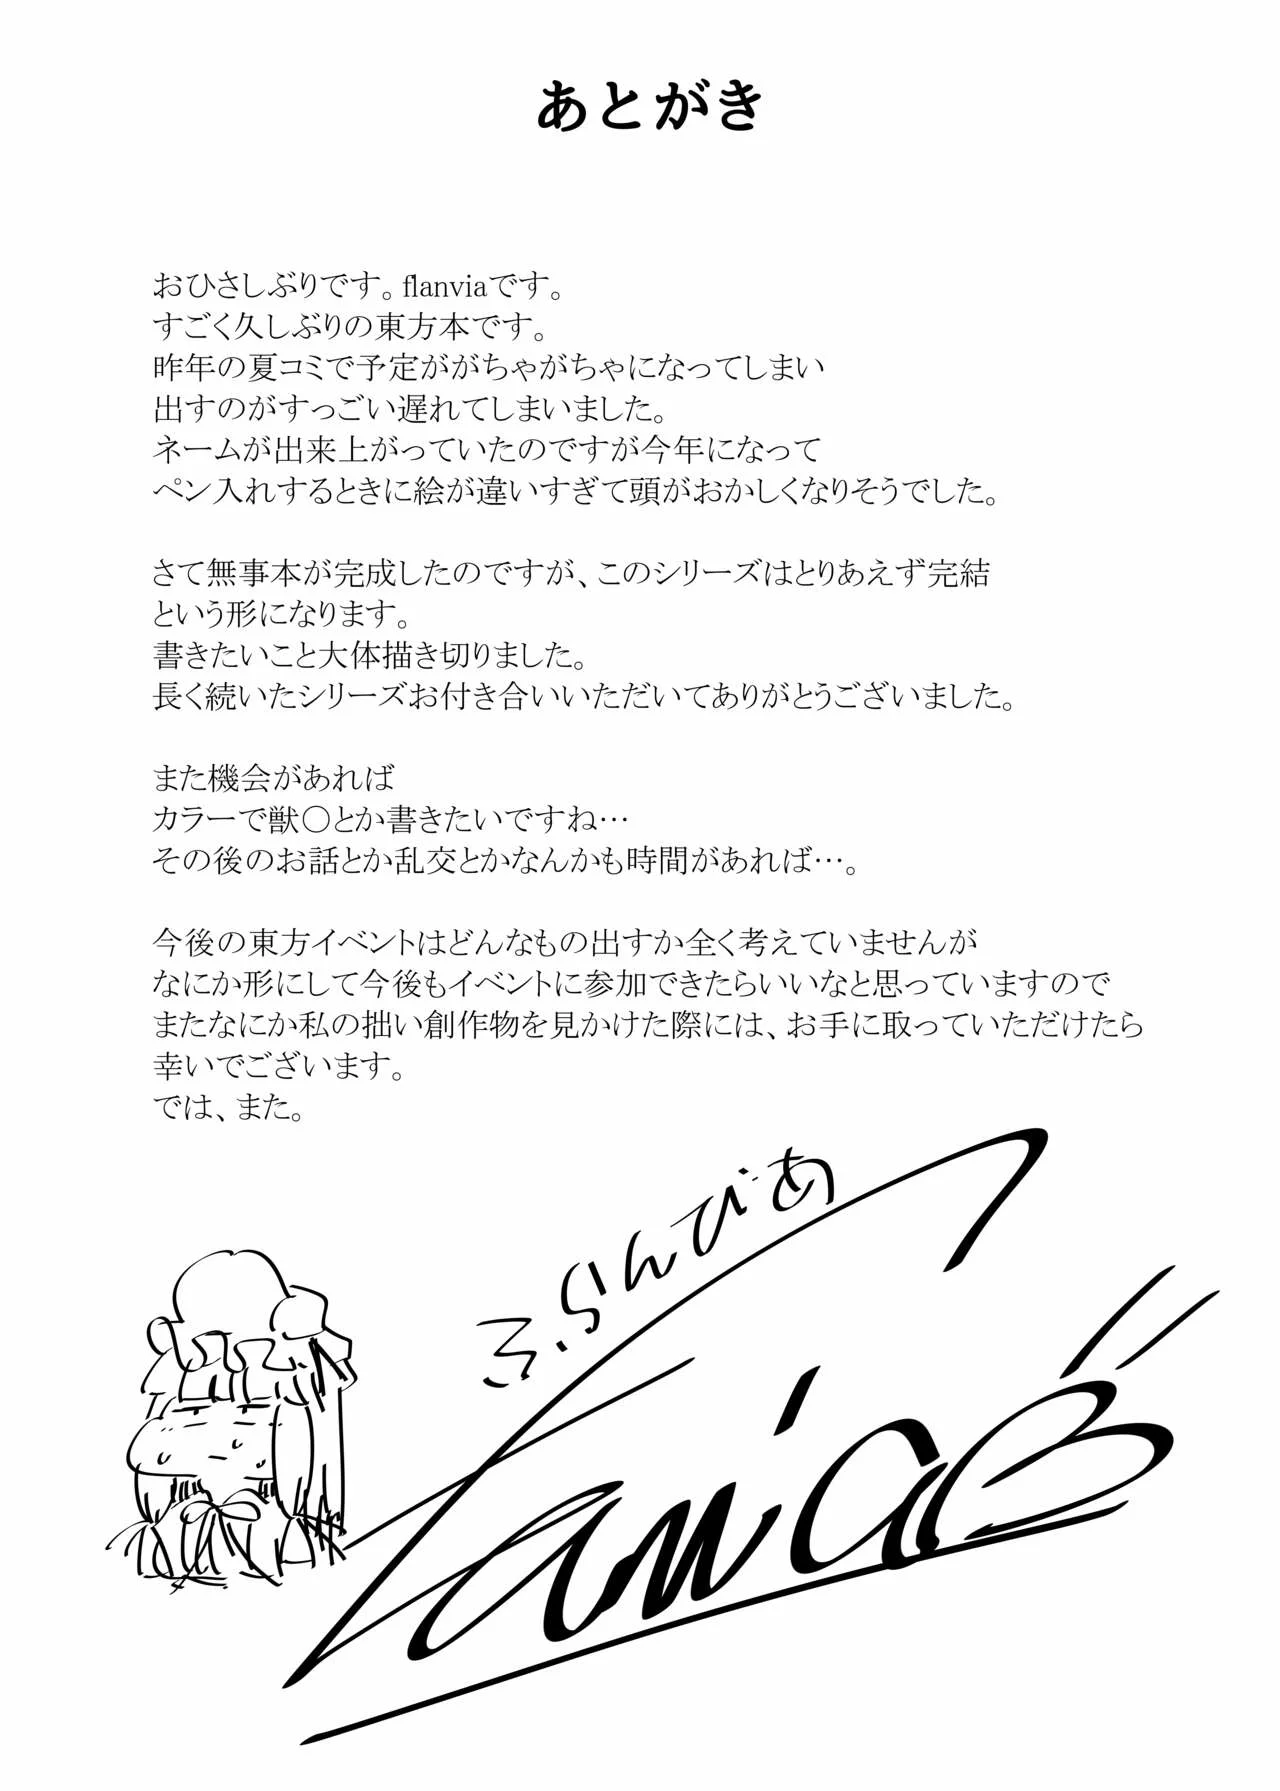 あとがき
おひさしぶりです。flanviaです。
すごく久しぶりの東方本です。
昨年の夏コミで予定ががちゃがちゃになってしまい
出すのがすっごい遅れてしまいました。
ネームが出来上がっていたのですが今年になって
ペン入れするときに絵が違いすぎて頭がおかしくなりそうでした。
さて無事本が完成したのですが、このシリーズはとりあえず完結
という形になります。
書きたいこと大体描き切りました。
長く続いたシリーズお付き合いいただいてありがとうございました。
また機会があれば
カラーで獣〇とか書きたいですね…
その後のお話とか乱交とかなんかも時間があれば…。
今後の東方イベントはどんなもの出すか全く考えていませんが
なにか形にして今後もイベントに参加できたらいいなと思っていますので
またなにか私の拙い創作物を見かけた際には、お手に取っていただけたら
幸いでございます。
では、また。
ふらんびあ